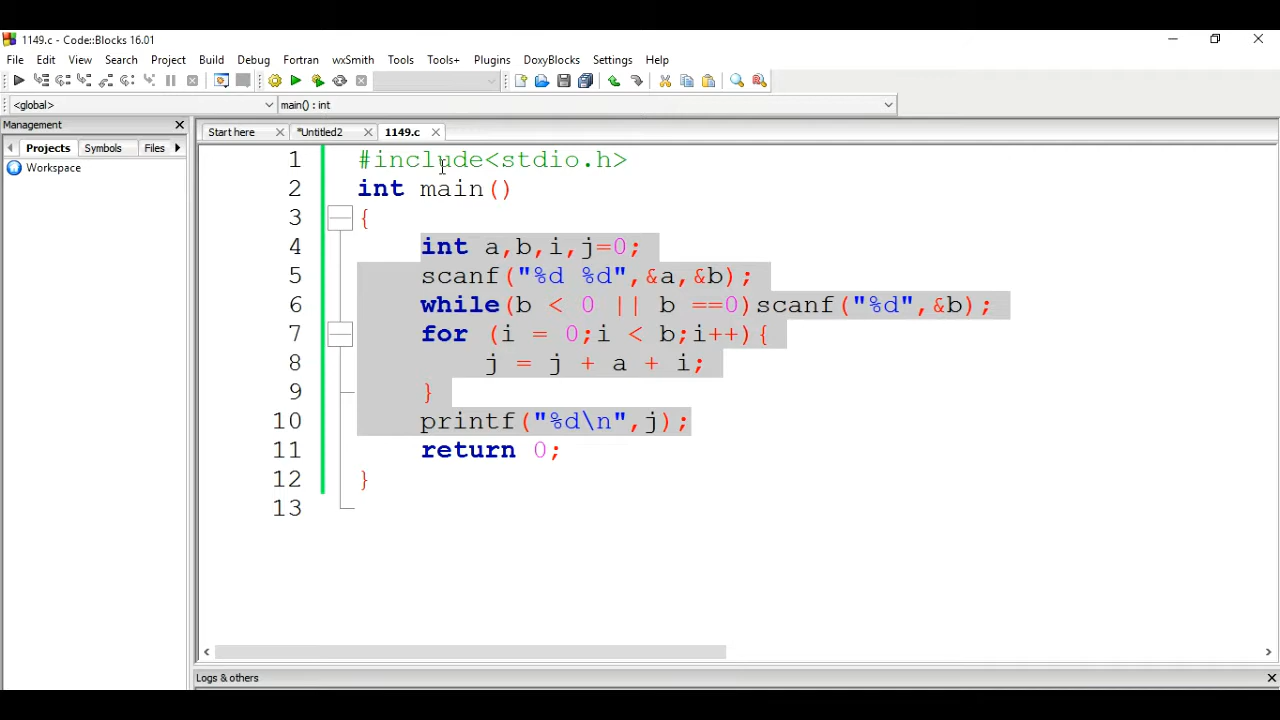 1149.c - Code::Blocks 16.01
File Edit View Search Project Build Debug Fortran wxSmith Tools Tools+ Plugins DoxyBlocks Settings Help
<global> main() : int
Management
Projects Symbols Files
Workspace
Start here *Untitled2 1149.c
1 #include<stdio.h>
2 int main()
3 {
4 int a,b,i,j=0;
5 scanf("%d %d",&a,&b);
6 while(b < 0 || b ==0)scanf("%d",&b);
7 for (i = 0;i < b;i++){
8 j = j + a + i;
9 }
10 printf("%d\n",j);
11 return 0;
12 }
13
Logs & others